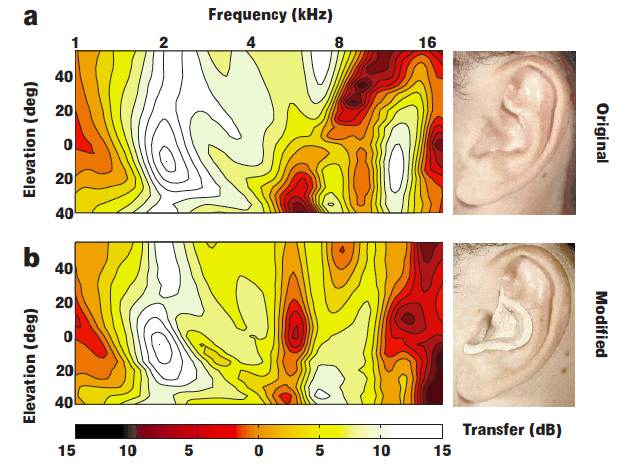 a
Frequency (kHz)
1 2 4 8 16
Elevation (deg)
40
20
0
20
40
Original
b
Elevation (deg)
40
20
0
20
40
Modified
15 10 5 0 5 10 15
Transfer (dB)